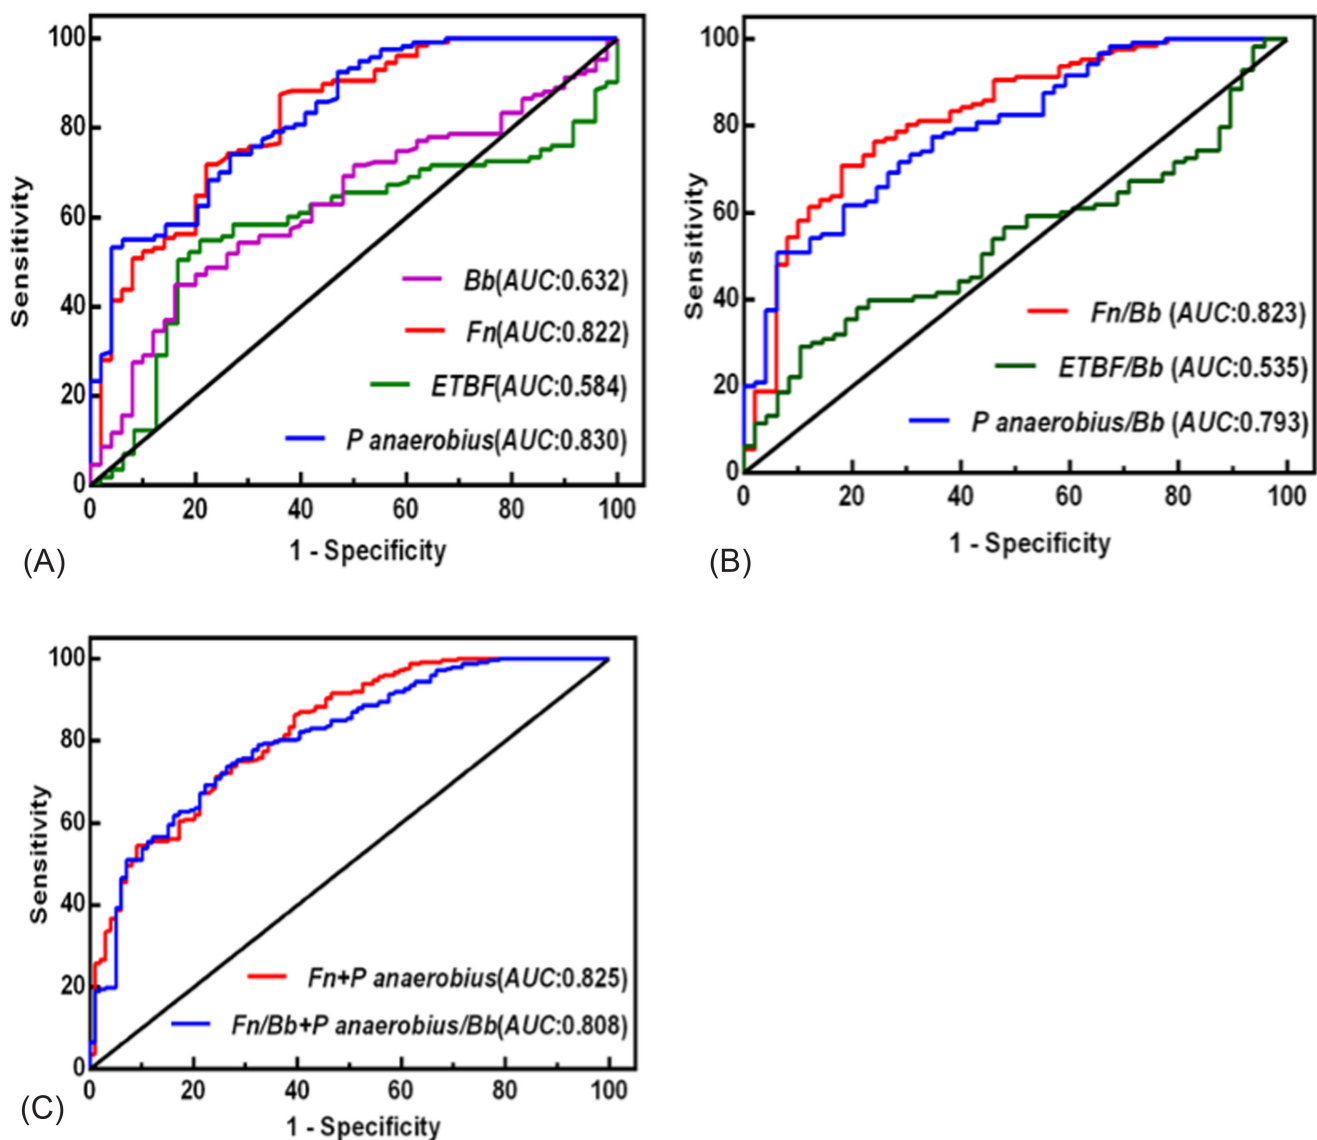 100
80
60
40
20
0
0 20 40 60 80 100
Sensitivity
1 - Specificity
Bb(AUC:0.632)
Fn(AUC:0.822)
ETBF(AUC:0.584)
P anaerobius(AUC:0.830)
(A)
100
80
60
40
20
0
0 20 40 60 80 100
Sensitivity
1 - Specificity
Fn/Bb (AUC:0.823)
ETBF/Bb (AUC:0.535)
P anaerobius/Bb (AUC:0.793)
(B)
100
80
60
40
20
0
0 20 40 60 80 100
Sensitivity
1 - Specificity
Fn+P anaerobius(AUC:0.825)
Fn/Bb+P anaerobius/Bb(AUC:0.808)
(C)